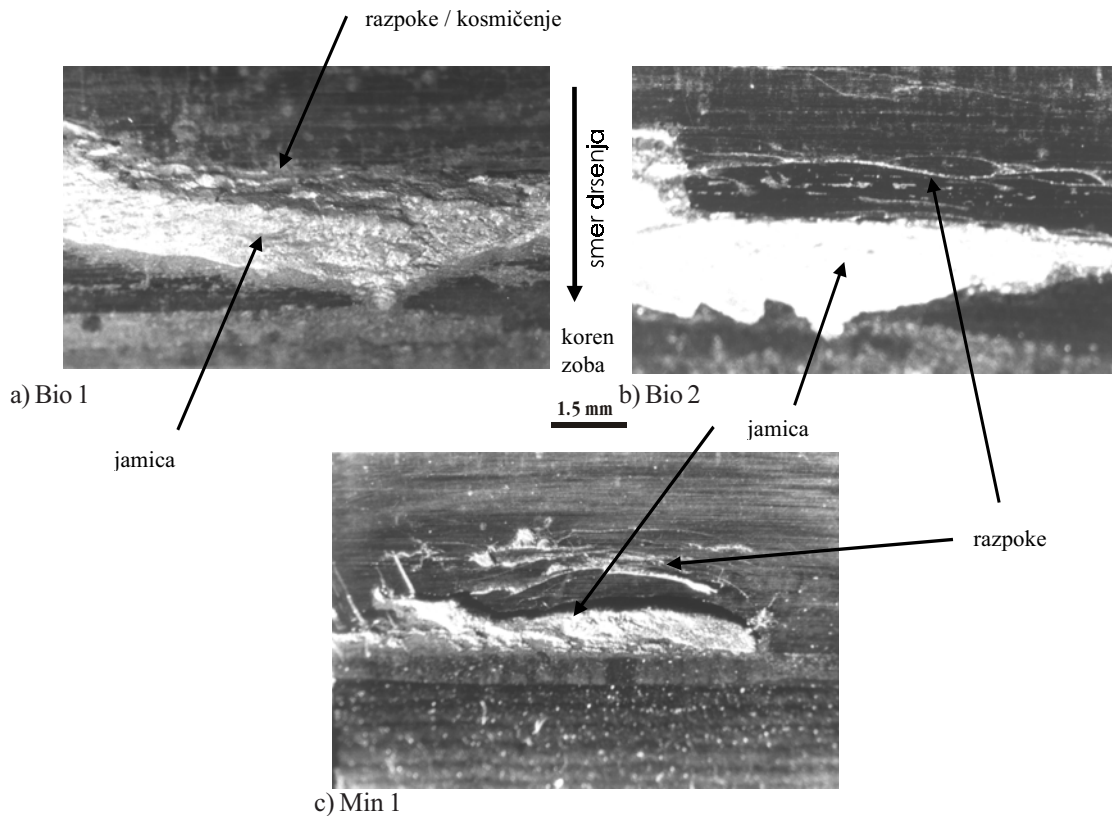 razpoke / kosmičenje
smer drsenja
koren
zoba
a) Bio 1
b) Bio 2
1.5 mm
jamica
jamica
razpoke
c) Min 1